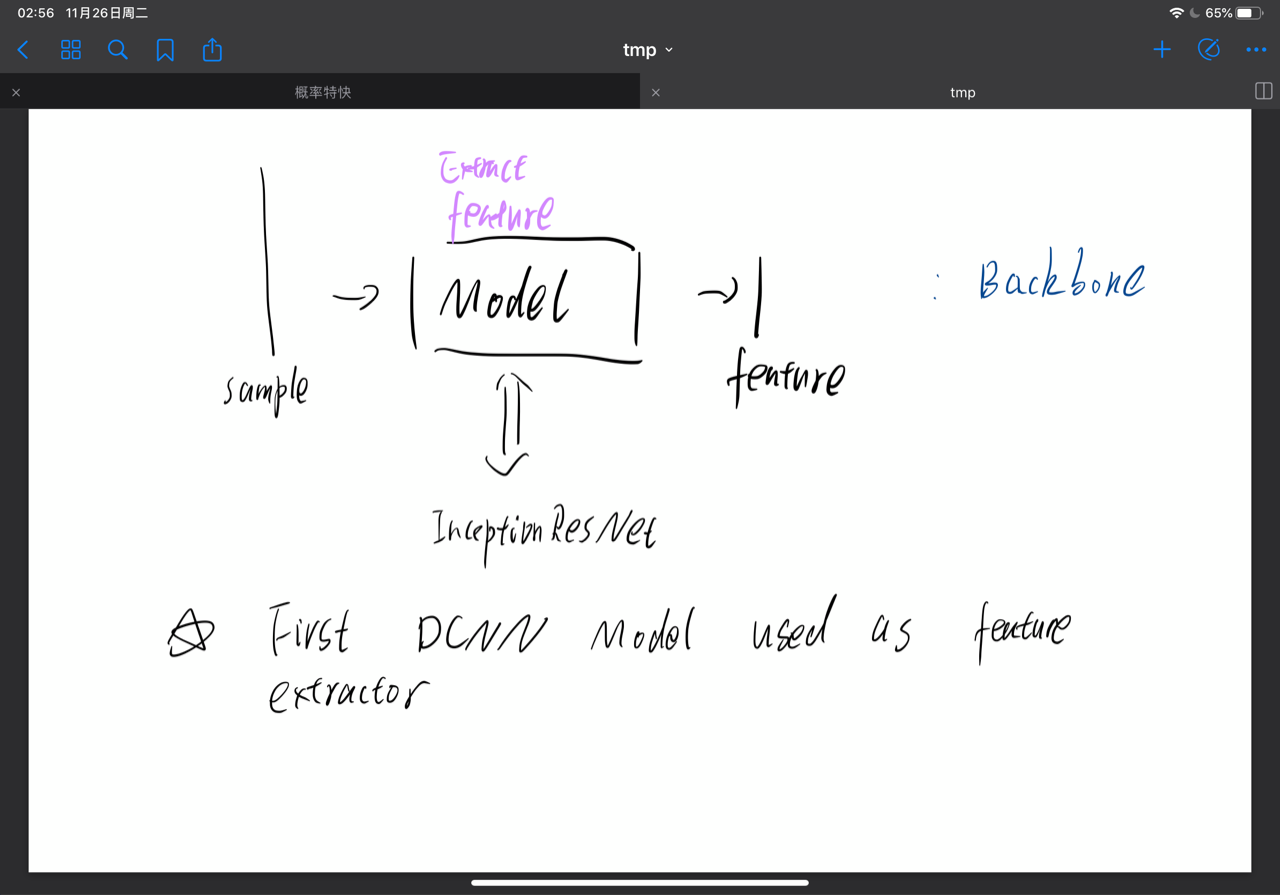 02:56 11月26日周二
65%
tmp
概率特快
tmp
Extract
feature
Model
: Backbone
sample
feature
InceptionResNet
First DCNN Model used as feature
extractor